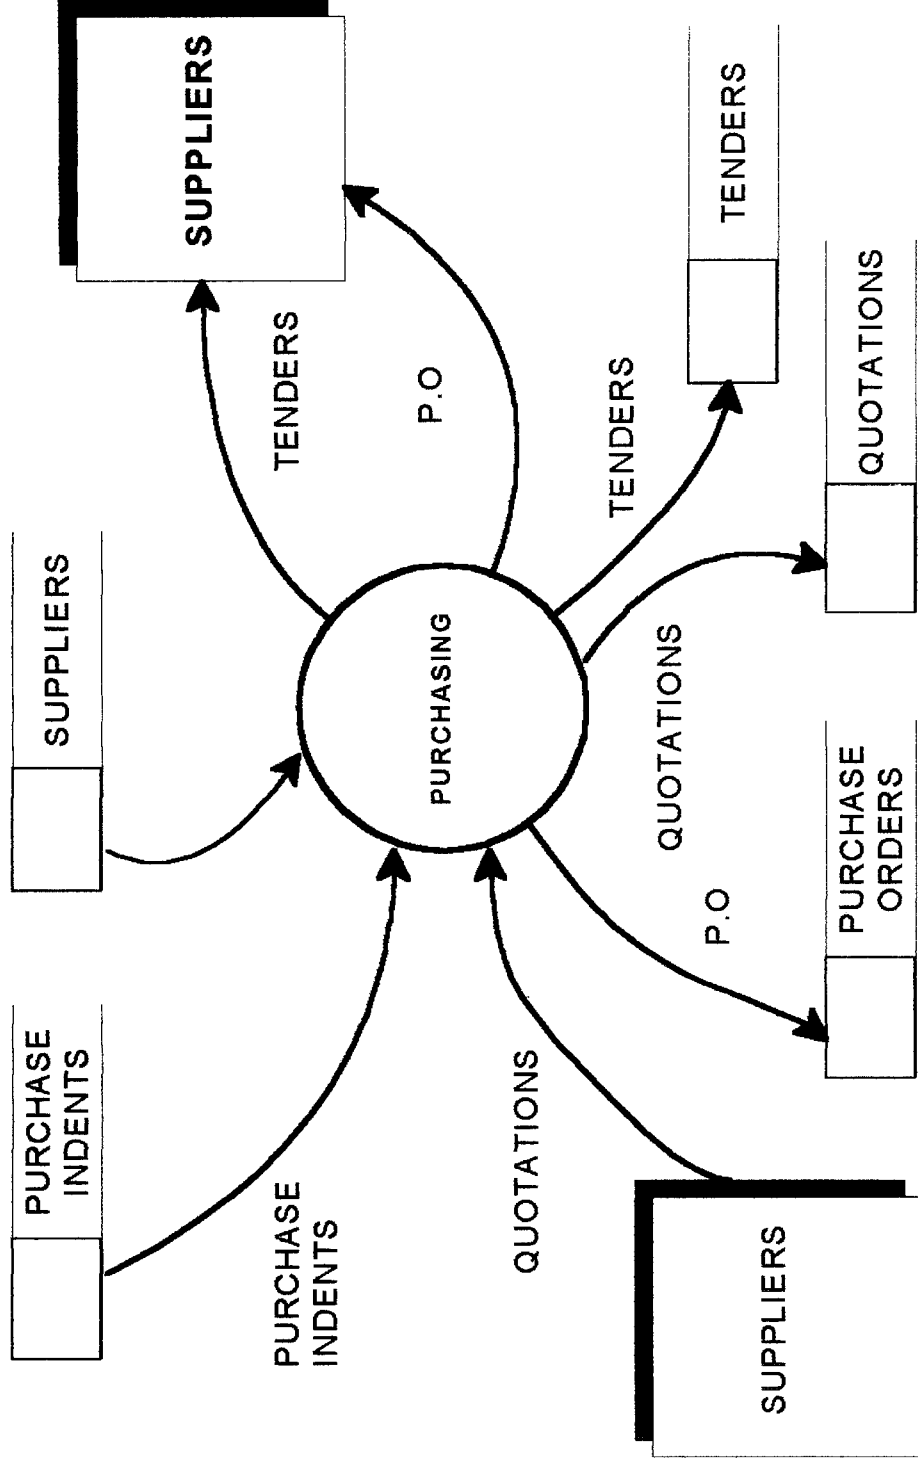 PURCHASE
INDENTS
SUPPLIERS
SUPPLIERS
PURCHASE
INDENTS
TENDERS
PURCHASING
P.O
QUOTATIONS
TENDERS
QUOTATIONS
P.O
TENDERS
SUPPLIERS
PURCHASE
ORDERS
QUOTATIONS